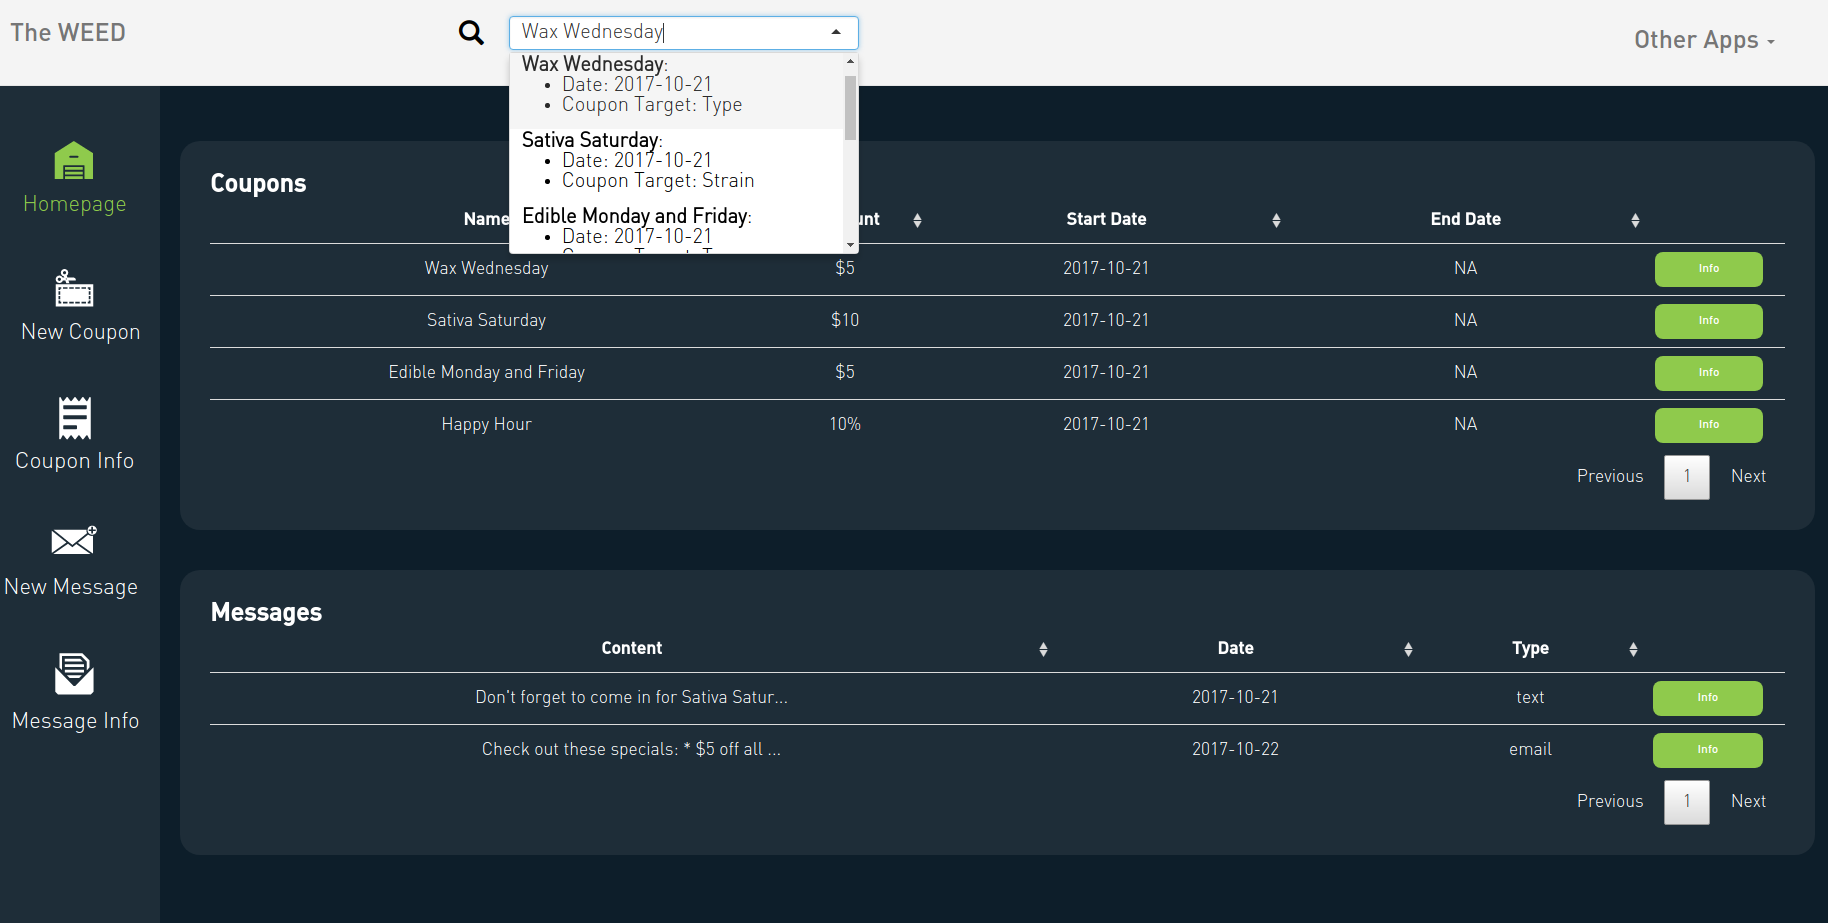 The WEED
Wax Wednesday
Other Apps
Wax Wednesday:
• Date: 2017-10-21
• Coupon Target: Type
Sativa Saturday:
• Date: 2017-10-21
• Coupon Target: Strain
Edible Monday and Friday:
• Date: 2017-10-21
Homepage
New Coupon
Coupon Info
New Message
Message Info
Coupons
Name unt Start Date End Date
Wax Wednesday $5 2017-10-21 NA Info
Sativa Saturday $10 2017-10-21 NA Info
Edible Monday and Friday $5 2017-10-21 NA Info
Happy Hour 10% 2017-10-21 NA Info
Previous 1 Next
Messages
Content Date Type
Don't forget to come in for Sativa Satur... 2017-10-21 text Info
Check out these specials: * $5 off all ... 2017-10-22 email Info
Previous 1 Next